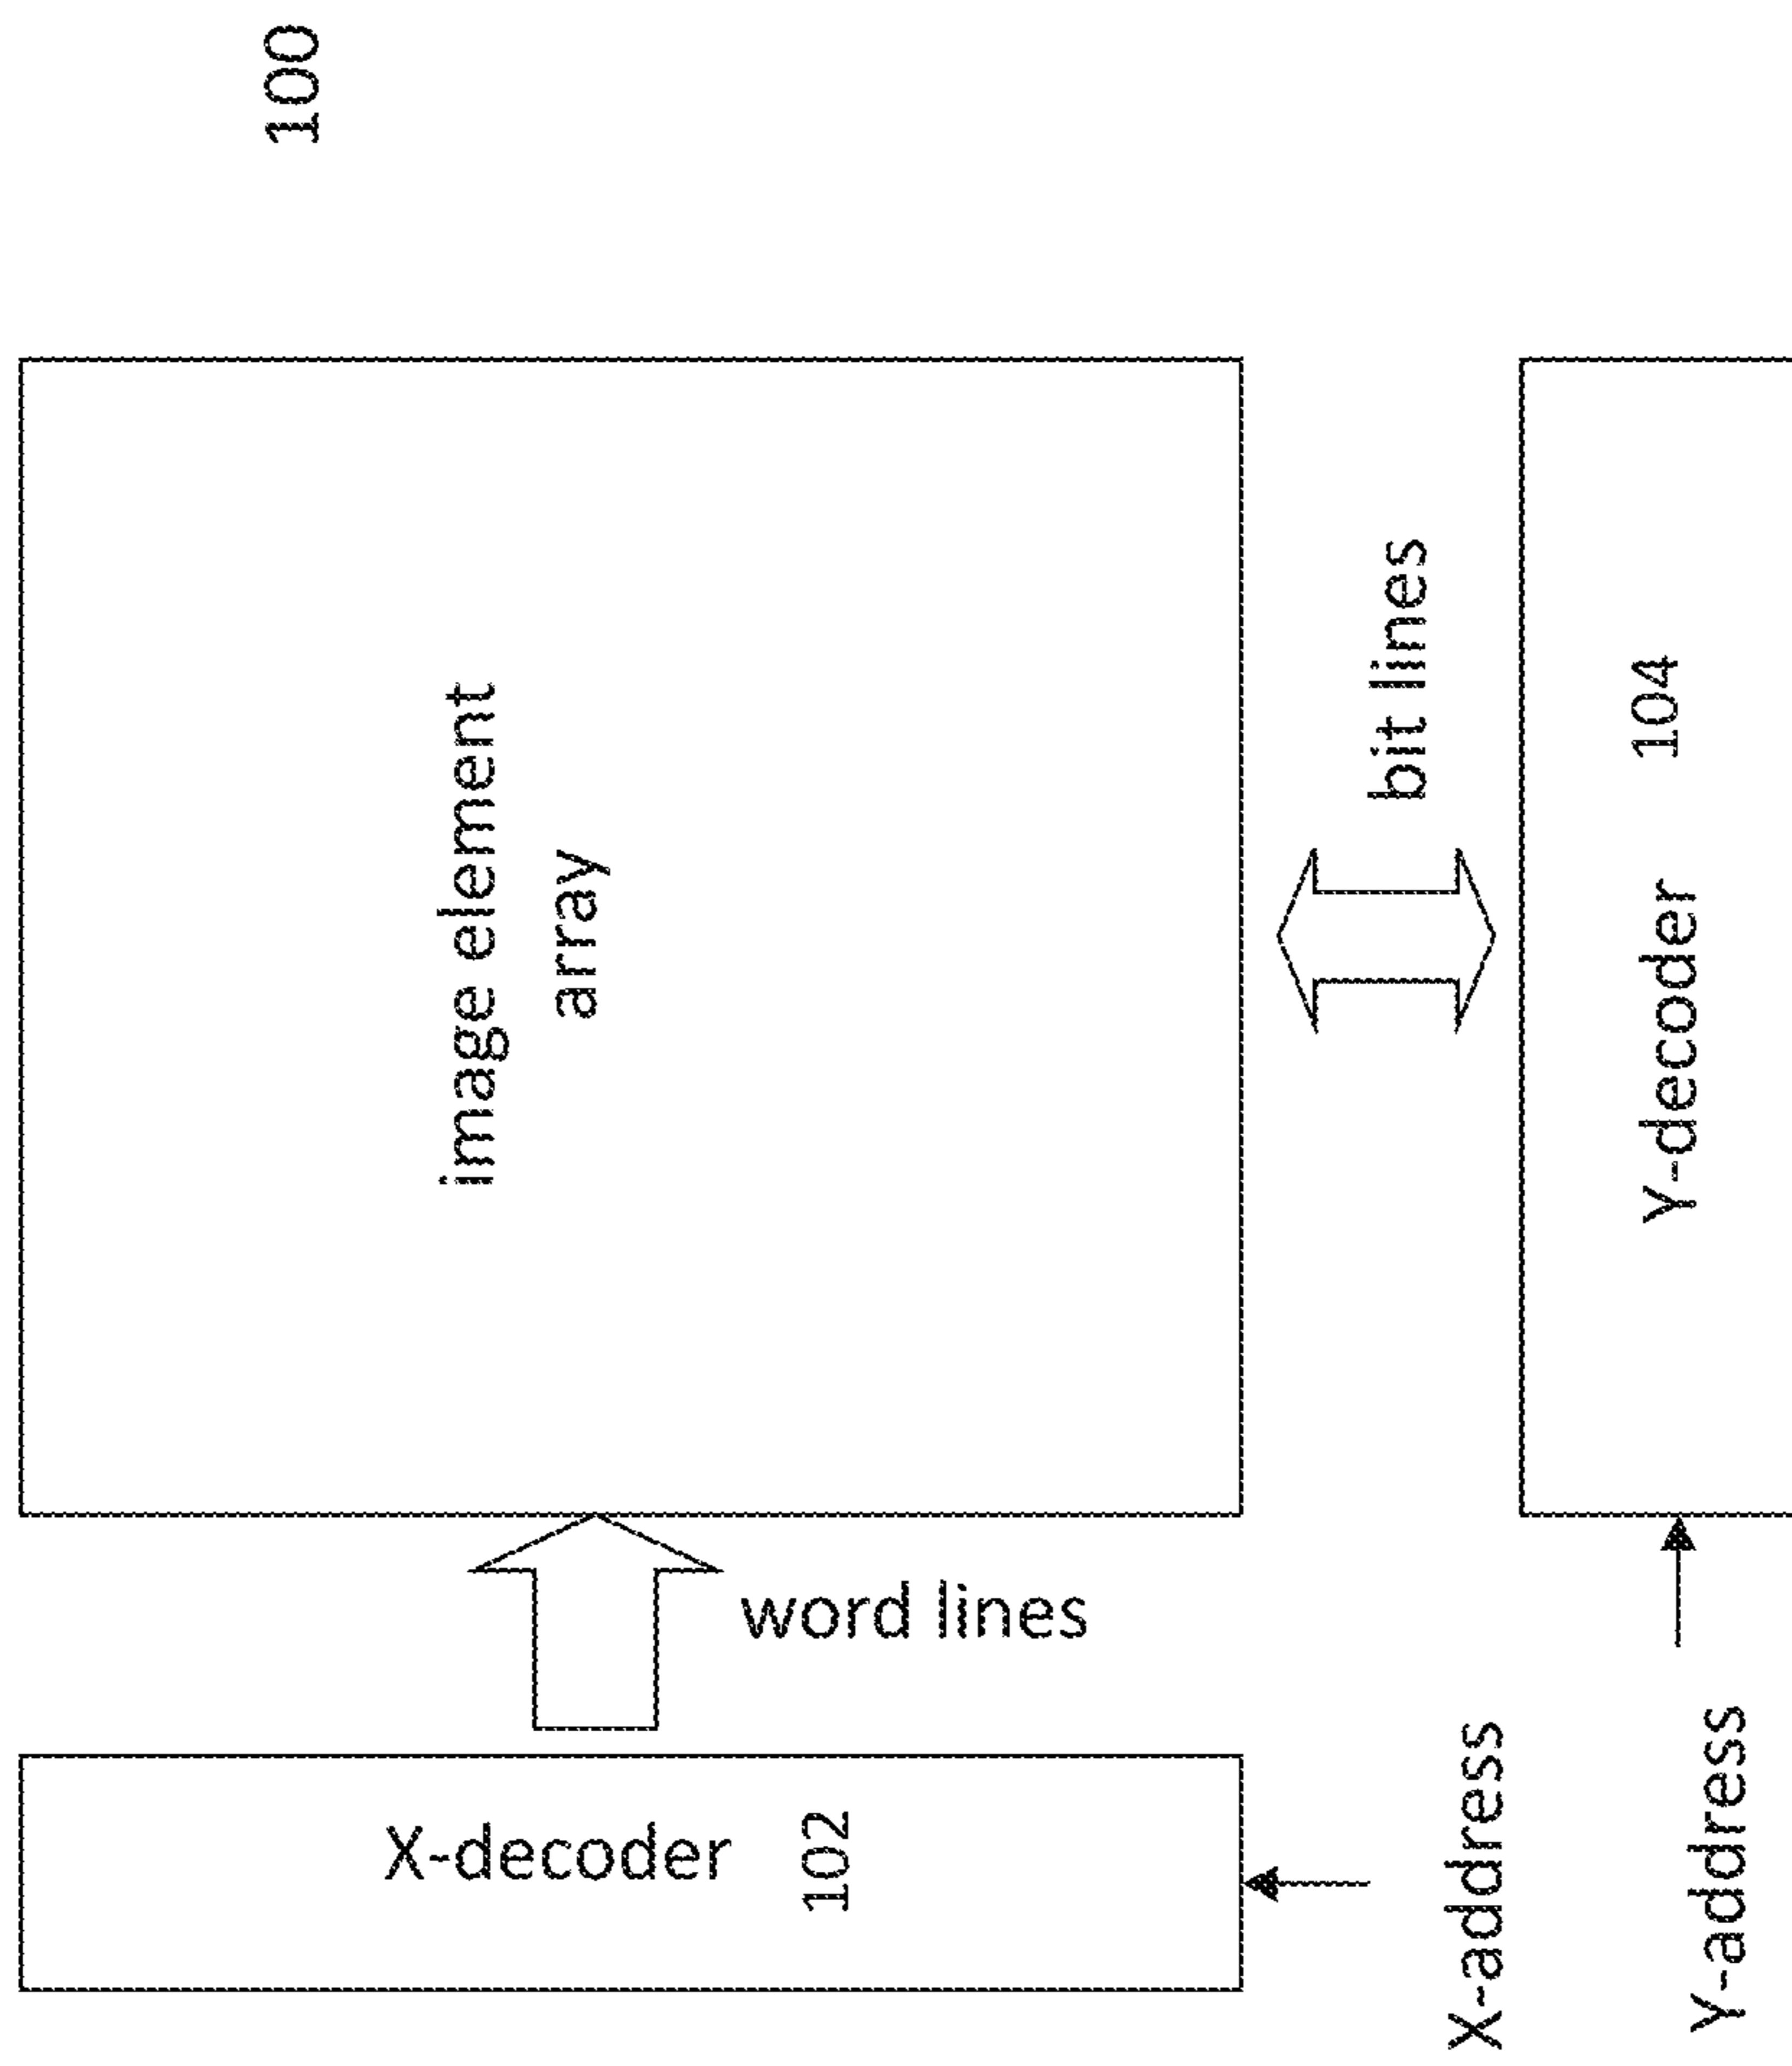 100
image element
array
bit lines
Y-decoder 104
word lines
X-decoder
102
X-address
Y-address